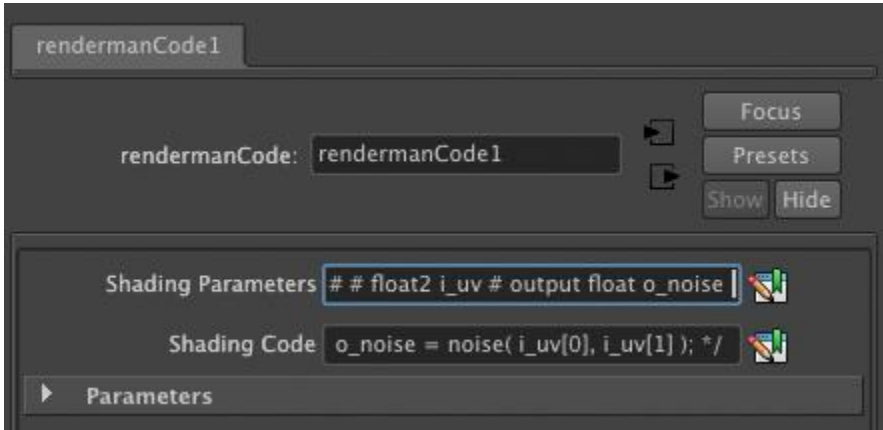 rendermanCode1
Focus
rendermanCode: rendermanCode1
Presets
Show Hide
Shading Parameters # # float2 i_uv # output float o_noise
Shading Code o_noise = noise( i_uv[0], i_uv[1] ); */
Parameters